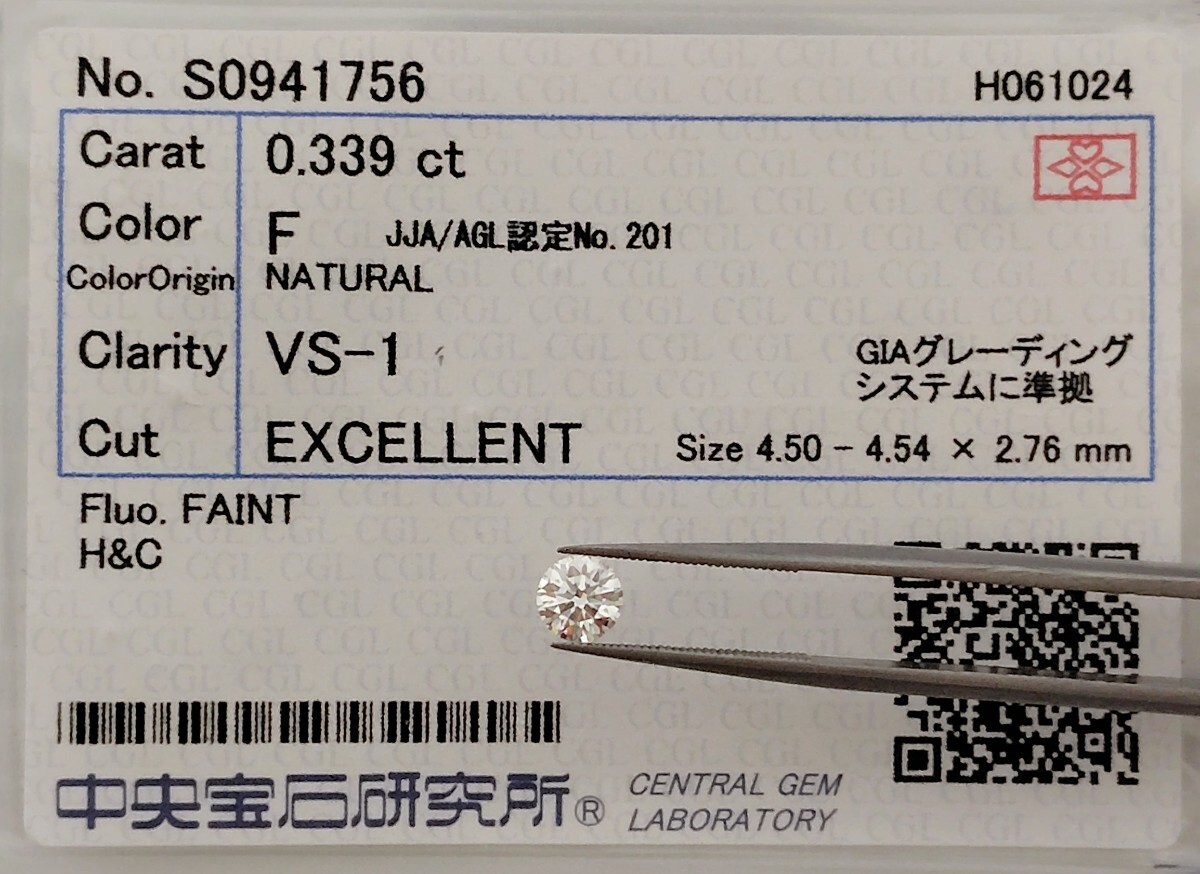 No. S0941756 H061024
Carat 0.339 ct
Color F JJA/AGL認定No.201
ColorOrigin NATURAL
Clarity VS-1 GIAグレーディング
システムに準拠
Cut EXCELLENT Size 4.50 - 4.54 × 2.76 mm
Fluo. FAINT
H&C
中央宝石研究所® CENTRAL GEM
LABORATORY